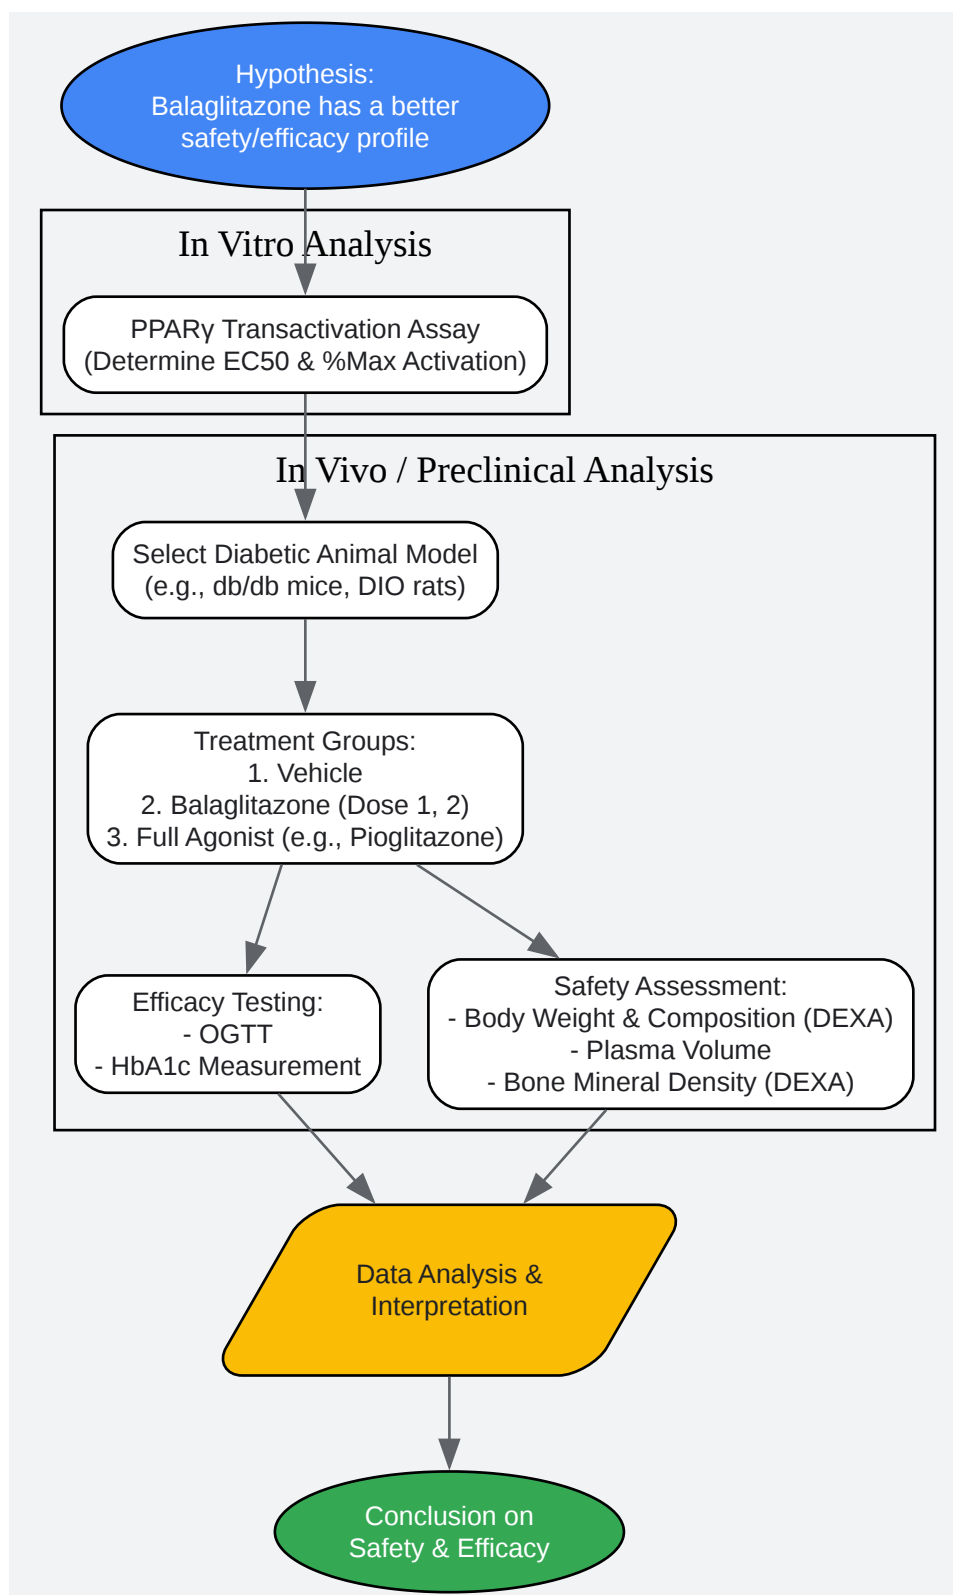 Hypothesis:
Balaglitazone has a better
safety/efficacy profile
In Vitro Analysis
PPARγ Transactivation Assay
(Determine EC50 & %Max Activation)
In Vivo / Preclinical Analysis
Select Diabetic Animal Model
(e.g., db/db mice, DIO rats)
Treatment Groups:
1. Vehicle
2. Balaglitazone (Dose 1, 2)
3. Full Agonist (e.g., Pioglitazone)
Efficacy Testing:
- OGTT
- HbA1c Measurement
Safety Assessment:
- Body Weight & Composition (DEXA)
- Plasma Volume
- Bone Mineral Density (DEXA)
Data Analysis &
Interpretation
Conclusion on
Safety & Efficacy